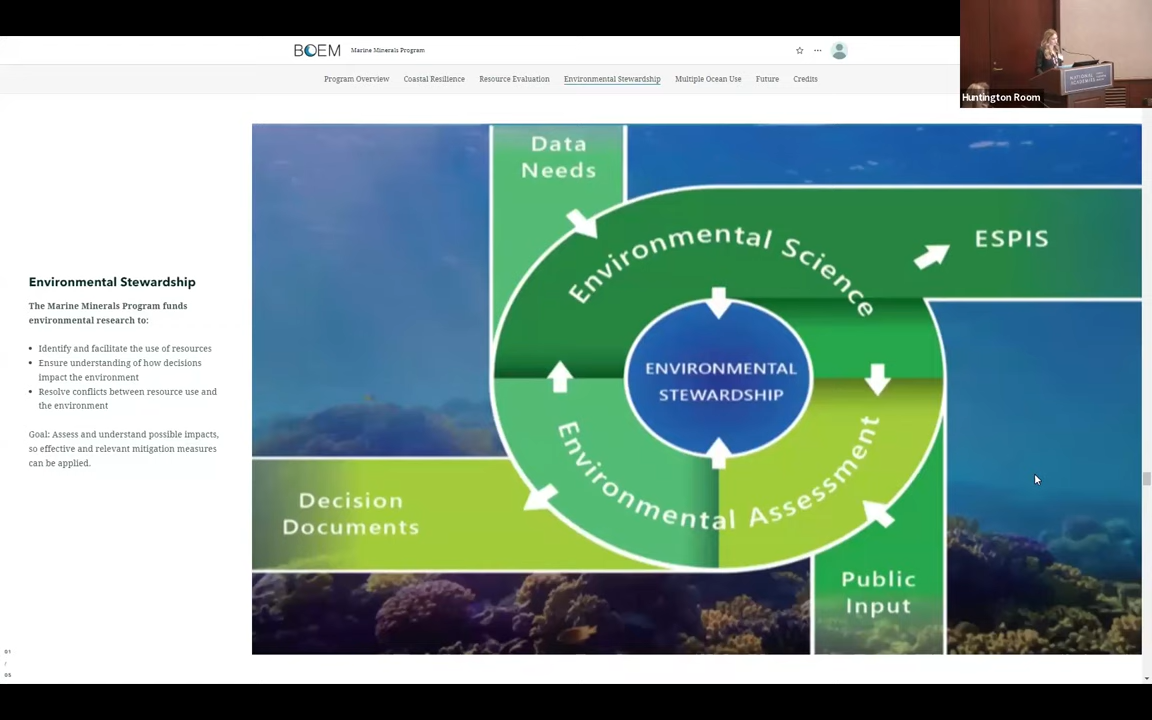 BOEM
Marine Minerals Program
Program Overview
Coastal Resilience
Resource Evaluation
Environmental Stewardship
Multiple Ocean Use
Future
Credits
Huntington Room
NATIONAL
ACADEMIES
Environmental Stewardship
The Marine Minerals Program funds
environmental research to:
Identify and facilitate the use of resources
Ensure understanding of how decisions
impact the environment
Resolve conflicts between resource use and
the environment
Goal: Assess and understand possible impacts,
so effective and relevant mitigation measures
can be applied.
Data
Needs
Environmental Science
ESPIS
ENVIRONMENTAL
STEWARDSHIP
Environmental Assessment
Decision
Documents
Public
Input
01
/
05